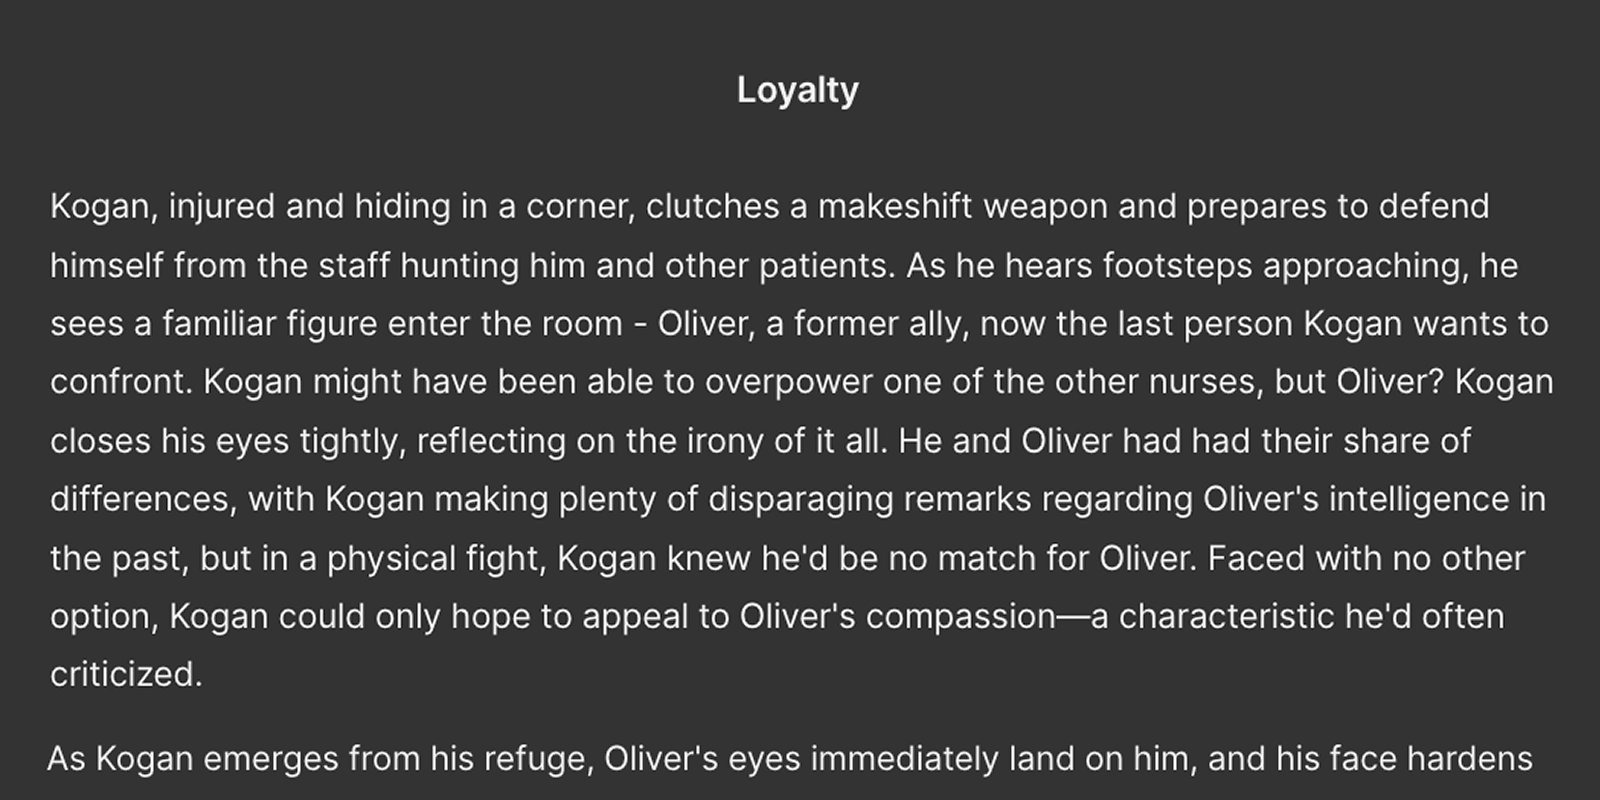 Loyalty
Kogan, injured and hiding in a corner, clutches a makeshift weapon and prepares to defend
himself from the staff hunting him and other patients. As he hears footsteps approaching, he
sees a familiar figure enter the room - Oliver, a former ally, now the last person Kogan wants to
confront. Kogan might have been able to overpower one of the other nurses, but Oliver? Kogan
closes his eyes tightly, reflecting on the irony of it all. He and Oliver had had their share of
differences, with Kogan making plenty of disparaging remarks regarding Oliver's intelligence in
the past, but in a physical fight, Kogan knew he'd be no match for Oliver. Faced with no other
option, Kogan could only hope to appeal to Oliver's compassion—a characteristic he'd often
criticized.
As Kogan emerges from his refuge, Oliver's eyes immediately land on him, and his face hardens